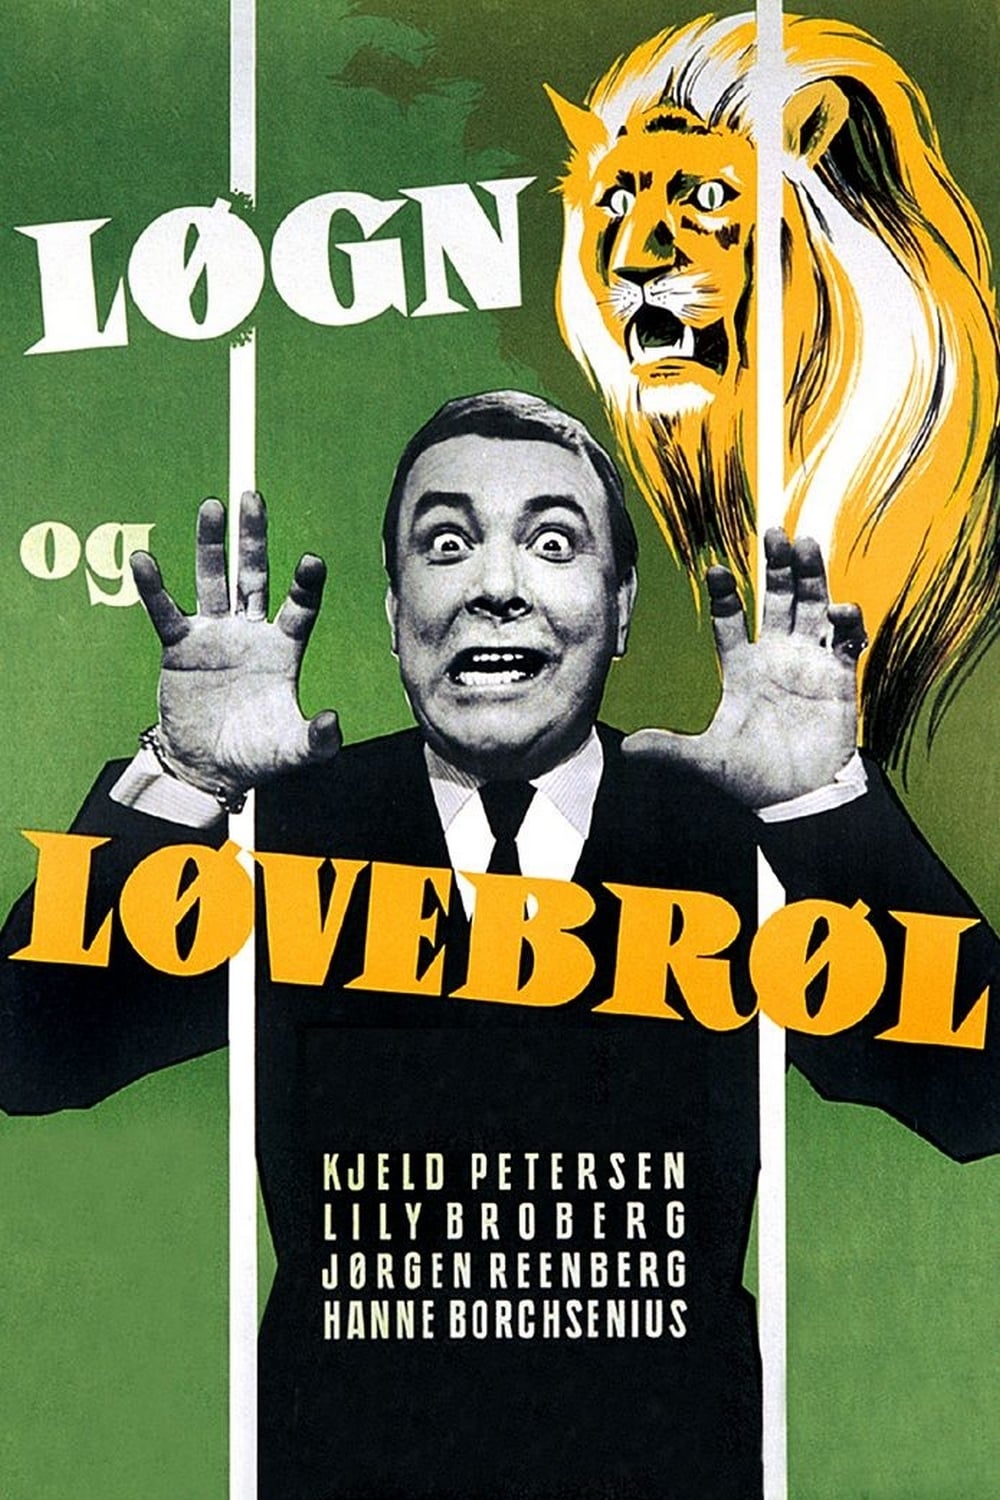 LØGN
og
LØVEBRØL
KJELD PETERSEN
LILY BROBERG
JØRGEN REENBERG
HANNE BORCHSENIUS